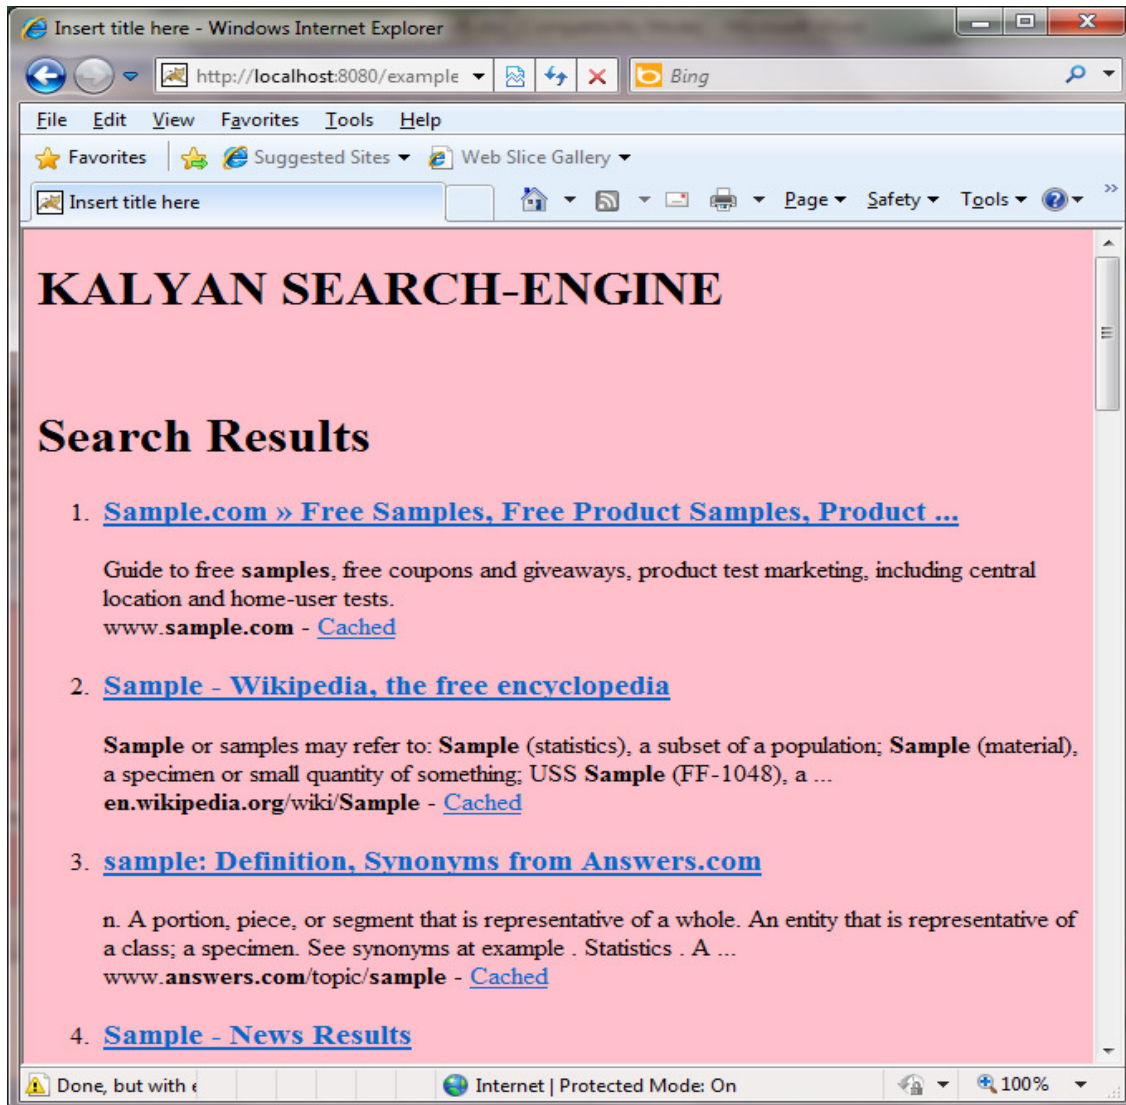 Insert title here - Windows Internet Explorer
http://localhost:8080/example
Bing
File Edit View Favorites Tools Help
Favorites Suggested Sites Web Slice Gallery
Insert title here Page Safety Tools
KALYAN SEARCH-ENGINE
Search Results
1. Sample.com » Free Samples, Free Product Samples, Product ...
Guide to free samples, free coupons and giveaways, product test marketing, including central
location and home-user tests.
www.sample.com - Cached
2. Sample - Wikipedia, the free encyclopedia
Sample or samples may refer to: Sample (statistics), a subset of a population; Sample (material),
a specimen or small quantity of something; USS Sample (FF-1048), a ...
en.wikipedia.org/wiki/Sample - Cached
3. sample: Definition, Synonyms from Answers.com
n. A portion, piece, or segment that is representative of a whole. An entity that is representative of
a class; a specimen. See synonyms at example . Statistics . A ...
www.answers.com/topic/sample - Cached
4. Sample - News Results
Done, but with e Internet | Protected Mode: On 100%